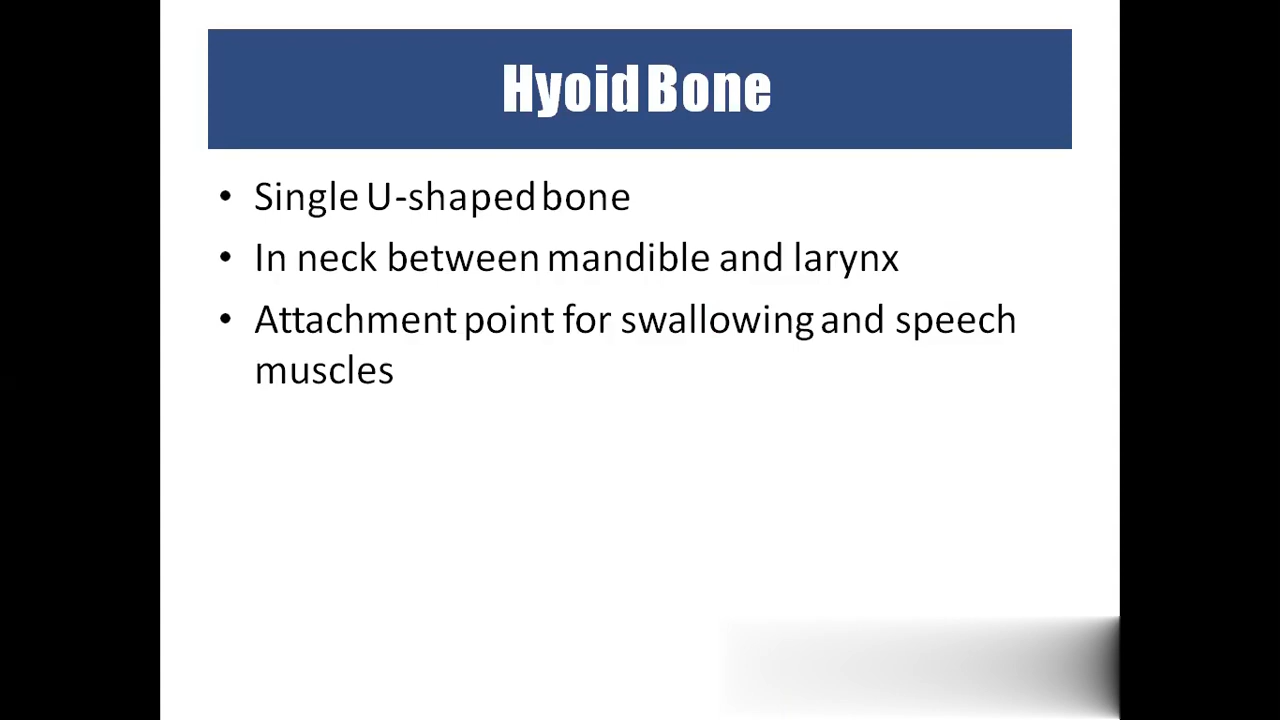 Hyoid Bone
• Single U-shaped bone
• In neck between mandible and larynx
• Attachment point for swallowing and speech
muscles